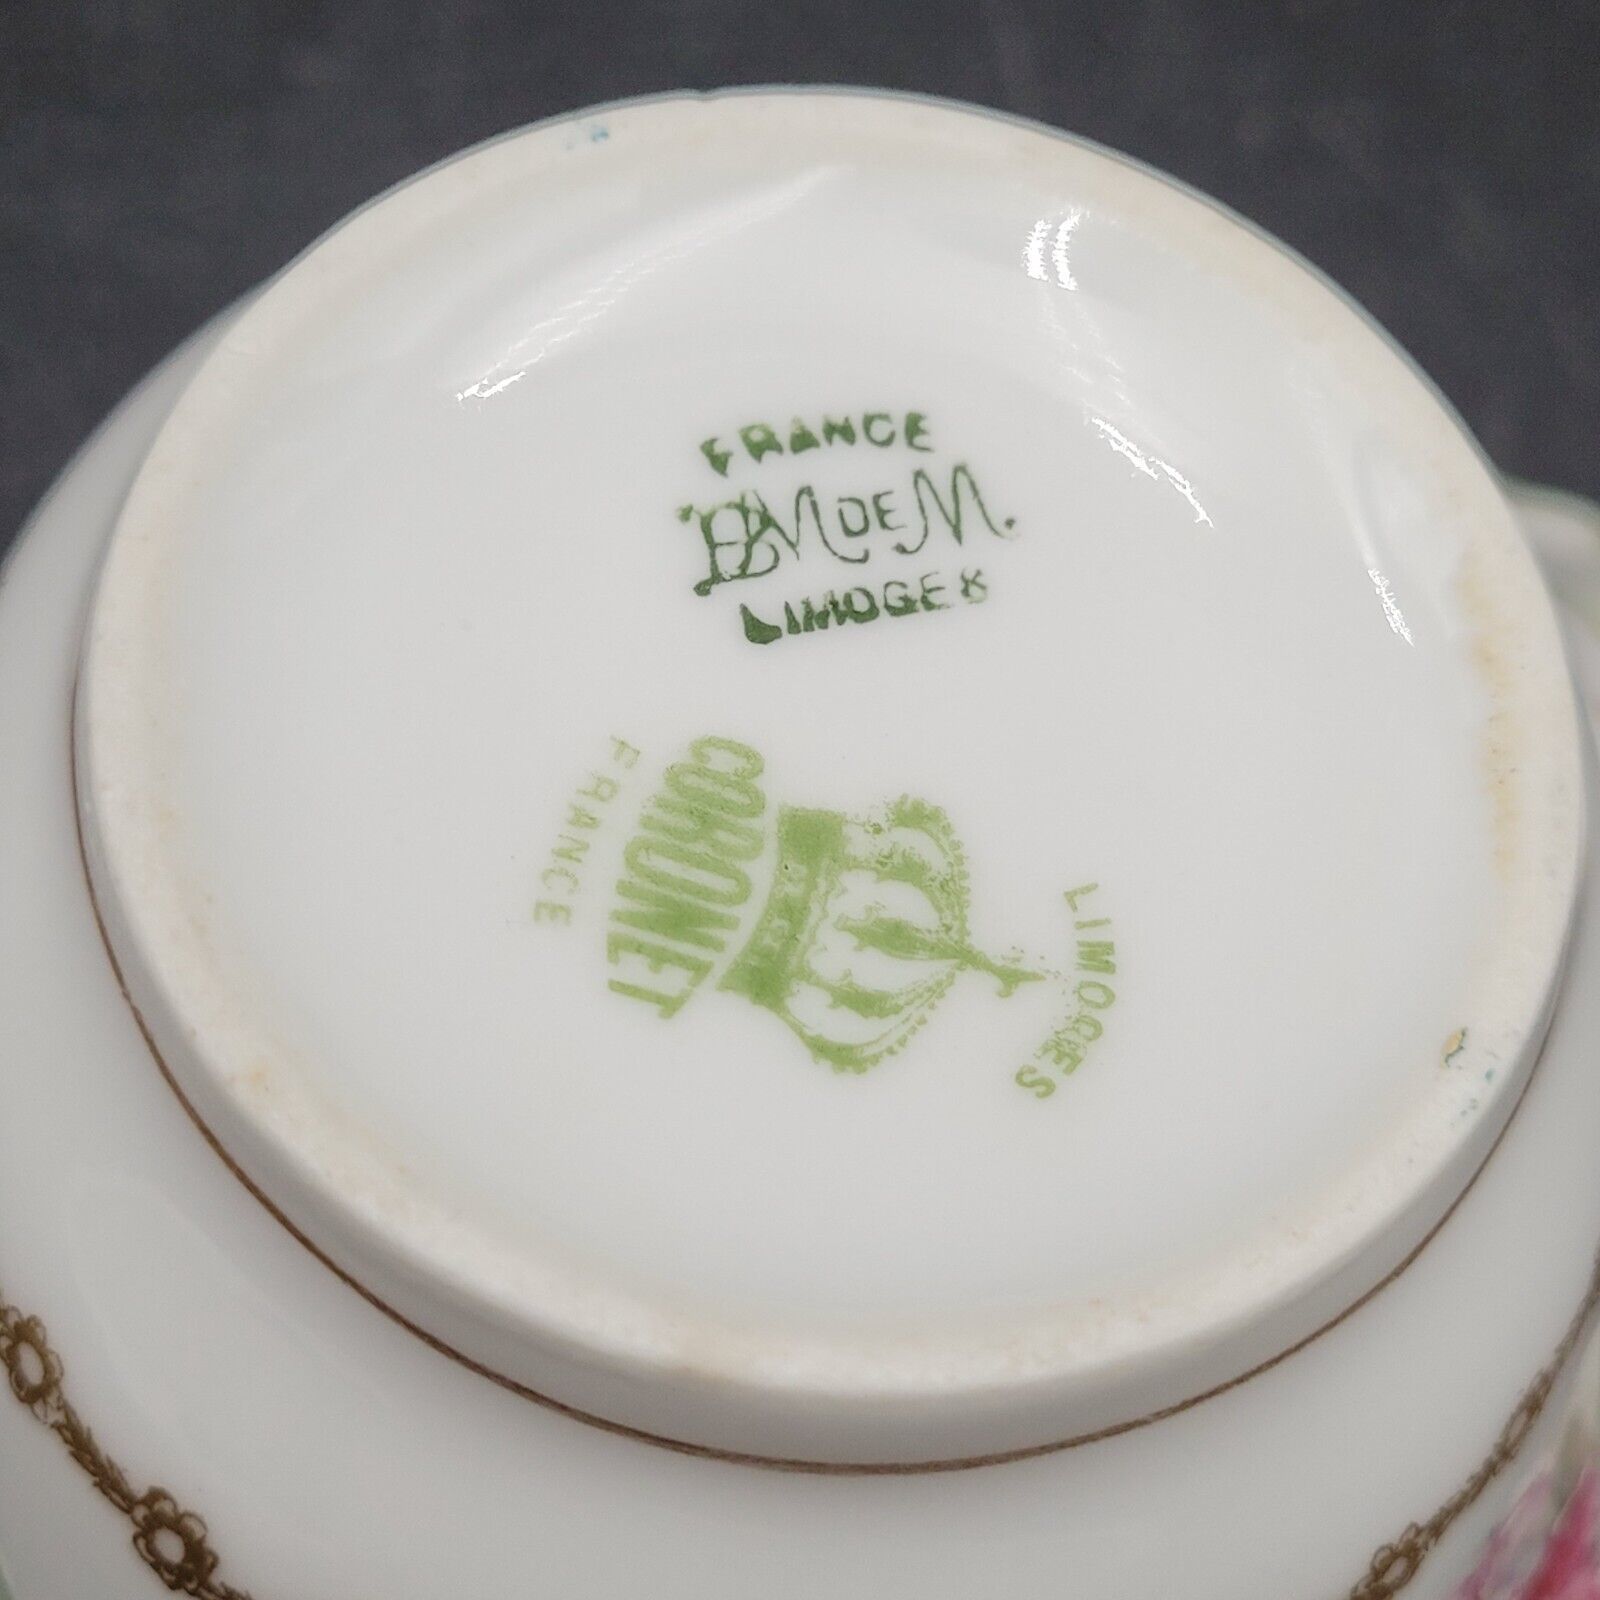 FRANCE
B M DE M.
LIMOGES
CORONET
FRANCE
LIMOGES